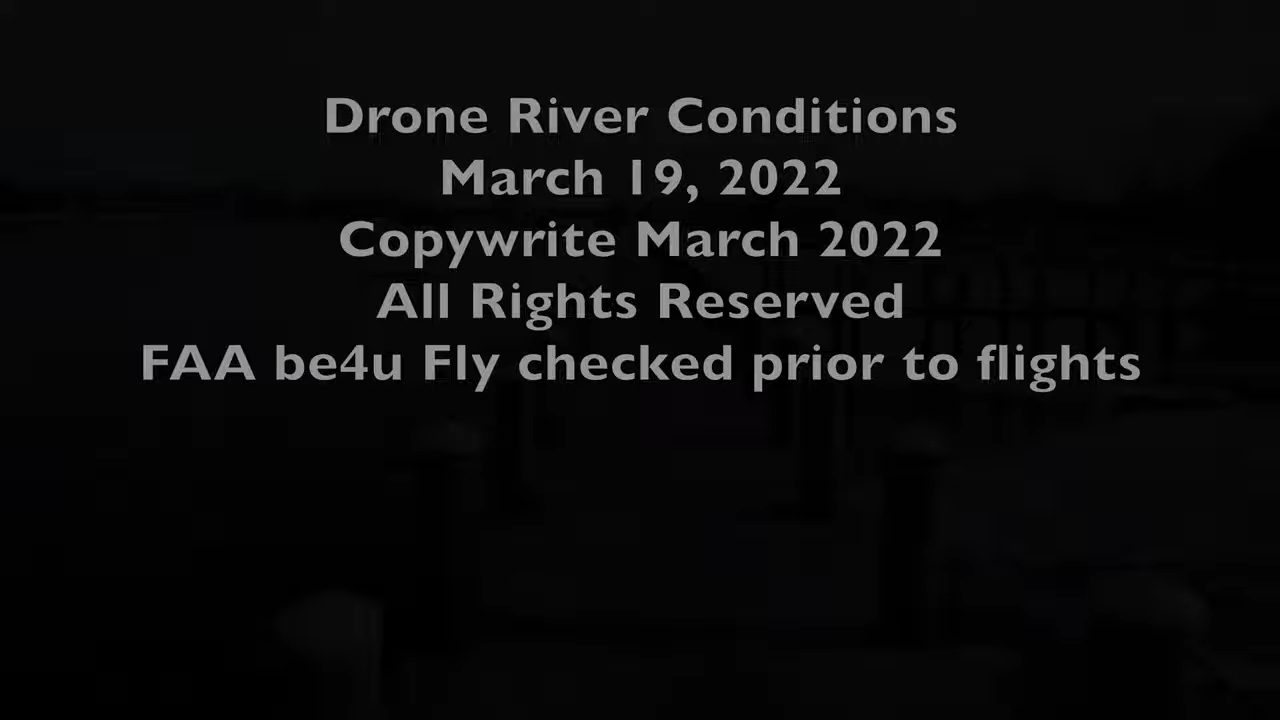 Drone River Conditions
March 19, 2022
Copywrite March 2022
All Rights Reserved
FAA be4u Fly checked prior to flights